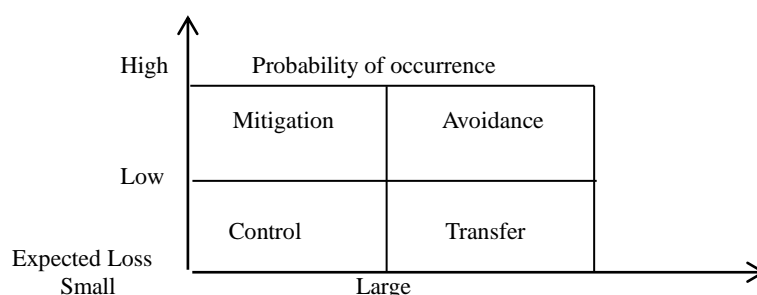 High Probability of occurrence
Mitigation Avoidance
Low
Control Transfer
Expected Loss
Small Large